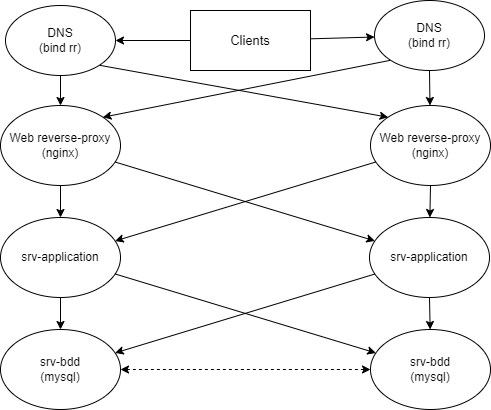 DNS
(bind rr)
Clients
DNS
(bind rr)
Web reverse-proxy
(nginx)
Web reverse-proxy
(nginx)
srv-application
srv-application
srv-bdd
(mysql)
srv-bdd
(mysql)